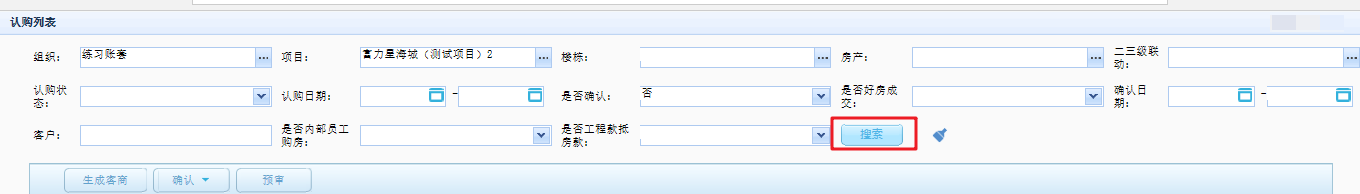 认购列表
组织： 练习账套 项目： 富力星海城（测试项目）2 楼栋： 房产： 二三级联动：
认购状态： 认购日期： - 是否确认： 否 是否好房成交： 确认日期： -
客户： 是否内部员工购房： 是否工程款抵房款： 搜索
生成客商 确认 预审